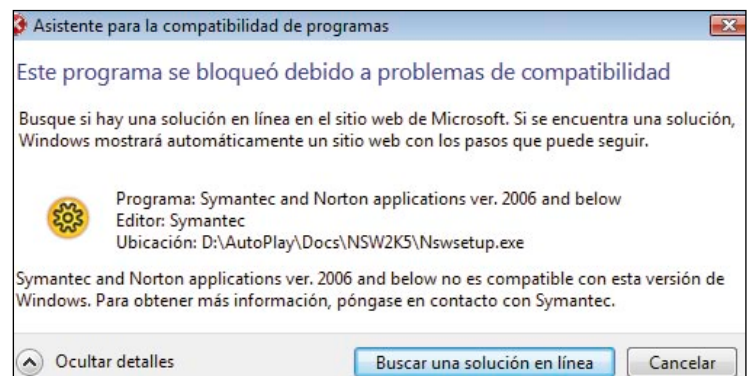 Asistente para la compatibilidad de programas
Este programa se bloqueó debido a problemas de compatibilidad
Busque si hay una solución en línea en el sitio web de Microsoft. Si se encuentra una solución,
Windows mostrará automáticamente un sitio web con los pasos que puede seguir.
Programa: Symantec and Norton applications ver. 2006 and below
Editor: Symantec
Ubicación: D:\AutoPlay\Docs\NSW2K5\Nswsetup.exe
Symantec and Norton applications ver. 2006 and below no es compatible con esta versión de
Windows. Para obtener más información, póngase en contacto con Symantec.
Ocultar detalles
Buscar una solución en línea
Cancelar